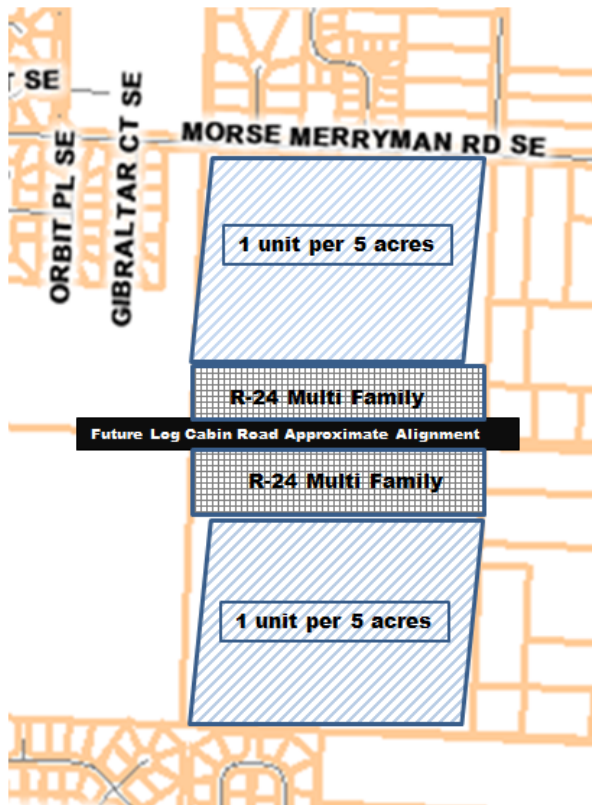 T SE
ORBIT PL SE
GIBRALTAR CT SE
MORSE MERRYMAN RD SE
1 unit per 5 acres
R-24 Multi Family
Future Log Cabin Road Approximate Alignment
R-24 Multi Family
1 unit per 5 acres